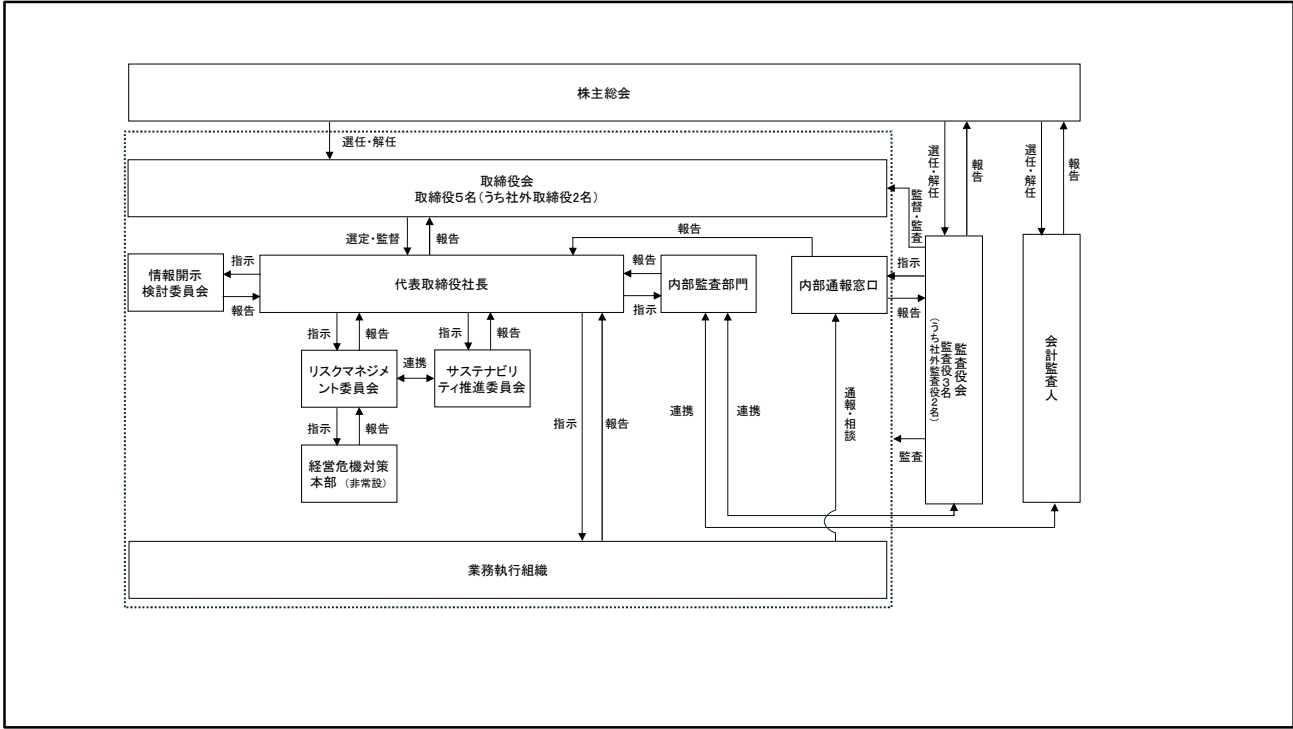 株主総会
選任・解任
選任・解任
報告
選任・解任
報告
取締役会
取締役5名(うち社外取締役2名)
監督・監査
選定・監督
報告
報告
情報開示
検討委員会
指示
報告
代表取締役社長
報告
指示
内部監査部門
内部通報窓口
指示
報告
監査役会
監査役3名
(うち社外監査役2名)
会計監査人
指示
報告
指示
報告
リスクマネジメ
ント委員会
連携
サステナビリ
ティ推進委員会
指示
報告
指示
報告
連携
連携
通報・相談
監査
経営危機対策
本部 (非常設)
業務執行組織